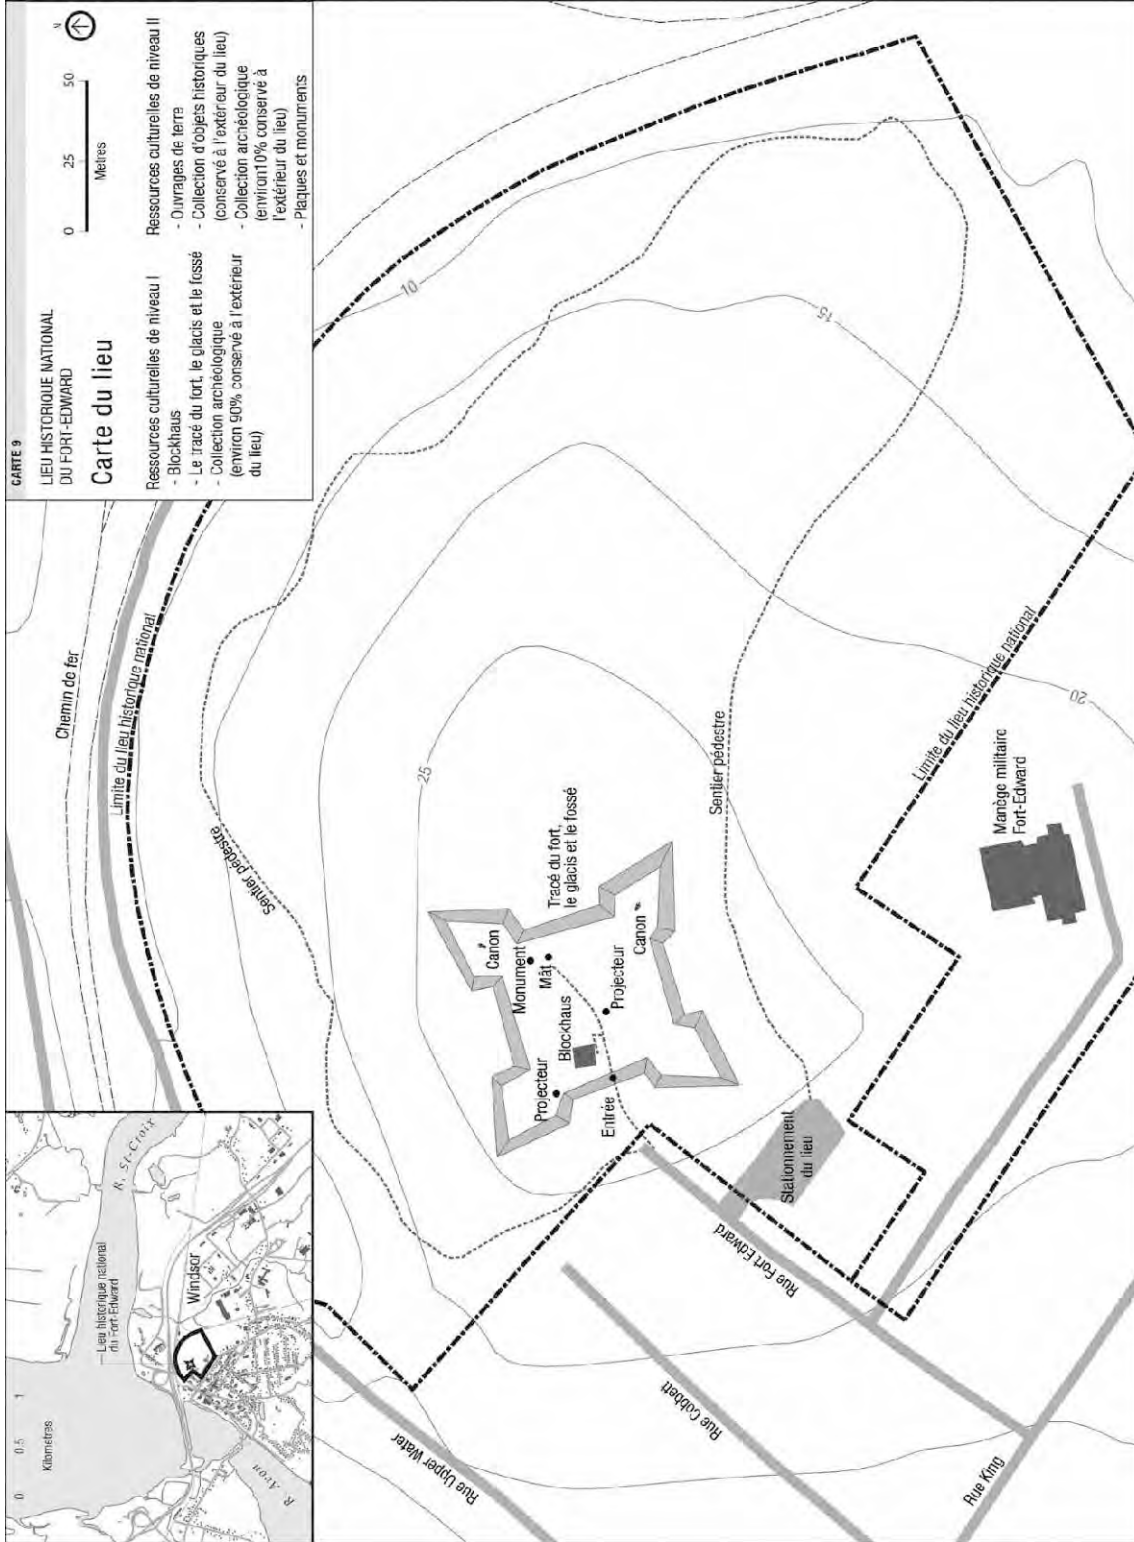 CARTE 9
LIEU HISTORIQUE NATIONAL
DU FORT-EDWARD
Carte du lieu
0 25 50
Metres
N
Ressources culturelles de niveau I
- Blockhaus
- Le tracé du fort, le glacis et le fossé
- Collection archéologique
(environ 90% conservé à l'extérieur
du lieu)
Ressources culturelles de niveau II
- Ouvrages de terre
- Collection d'objets historiques
(conservé à l'extérieur du lieu)
- Collection archéologique
(environ10% conservé à
l'extérieur du lieu)
- Plaques et monuments
0 0.5 1
Kilometres
Lieu historique national
du Fort-Edward
R. St-Croix
Windsor
R. Avon
Chemin de fer
Limite du lieu historique national
Sentier pédestre
10
15
20
25
Canon
Monument
Mât
Tracé du fort,
le glacis et le fossé
Blockhaus
Projecteur
Projecteur
Canon
Entrée
Sentier pédestre
Limite du lieu historique national
Manège militaire
Fort-Edward
Stationnement
du lieu
Rue Fort Edward
Rue Cobbett
Rue Upper Water
Rue King